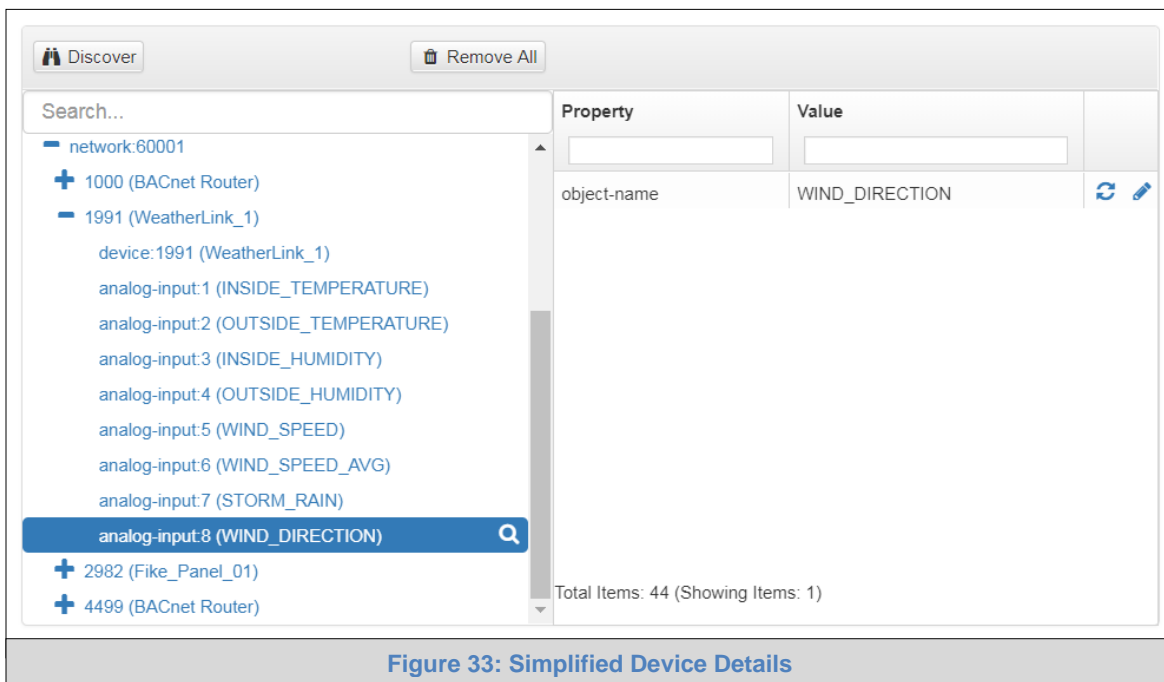 Discover
Remove All
Search...
network:60001
1000 (BACnet Router)
1991 (WeatherLink_1)
device:1991 (WeatherLink_1)
analog-input:1 (INSIDE_TEMPERATURE)
analog-input:2 (OUTSIDE_TEMPERATURE)
analog-input:3 (INSIDE_HUMIDITY)
analog-input:4 (OUTSIDE_HUMIDITY)
analog-input:5 (WIND_SPEED)
analog-input:6 (WIND_SPEED_AVG)
analog-input:7 (STORM_RAIN)
analog-input:8 (WIND_DIRECTION)
2982 (Fike_Panel_01)
4499 (BACnet Router)
Property Value
object-name WIND_DIRECTION
Total Items: 44 (Showing Items: 1)
Figure 33: Simplified Device Details